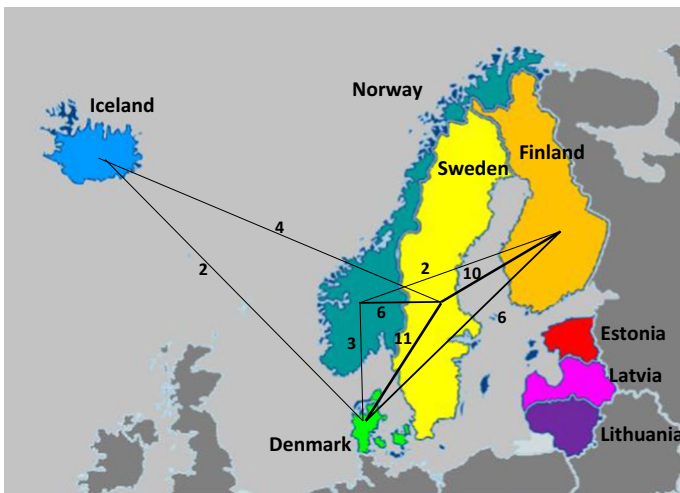 Norway
Iceland
Finland
Sweden
4
2
2
10
6
6
3
11
Estonia
Latvia
Lithuania
Denmark